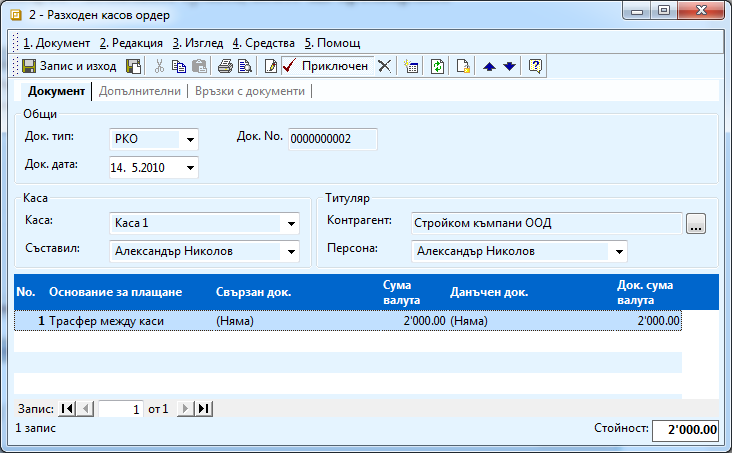 2 - Разходен касов ордер
1. Документ 2. Редакция 3. Изглед 4. Средства 5. Помощ
Запис и изход Приключен
Документ Допълнителни Връзки с документи
Общи
Док. тип: РКО Док. No. 0000000002
Док. дата: 14. 5.2010
Каса Титуляр
Каса: Каса 1 Контрагент: Стройком къмпани ООД ...
Съставил: Александър Николов Персона: Александър Николов
No. Основание за плащане Свързан док. Сума валута Данъчен док. Док. сума валута
1 Трасфер между каси (Няма) 2'000.00 (Няма) 2'000.00
Запис: 1 от 1
1 запис Стойност: 2'000.00